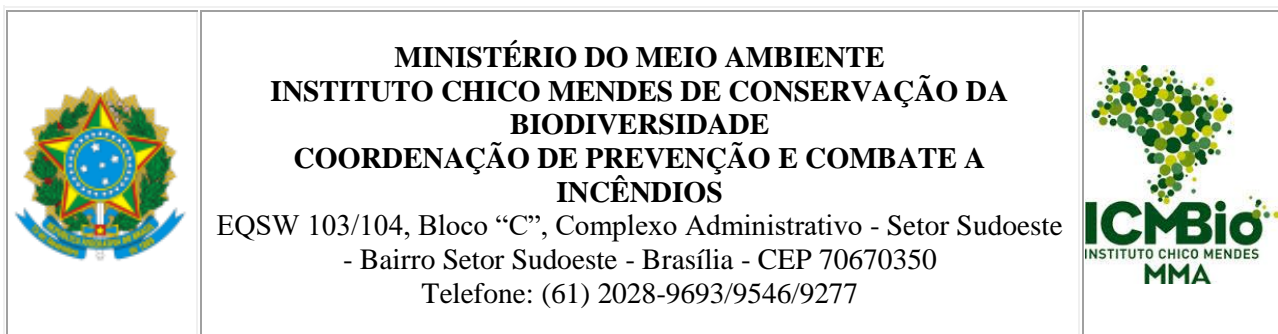 MINISTÉRIO DO MEIO AMBIENTE
INSTITUTO CHICO MENDES DE CONSERVAÇÃO DA
BIODIVERSIDADE
COORDENAÇÃO DE PREVENÇÃO E COMBATE A
INCÊNDIOS
EQSW 103/104, Bloco “C”, Complexo Administrativo - Setor Sudoeste
- Bairro Setor Sudoeste - Brasília - CEP 70670350
Telefone: (61) 2028-9693/9546/9277
ICMBio
INSTITUTO CHICO MENDES
MMA